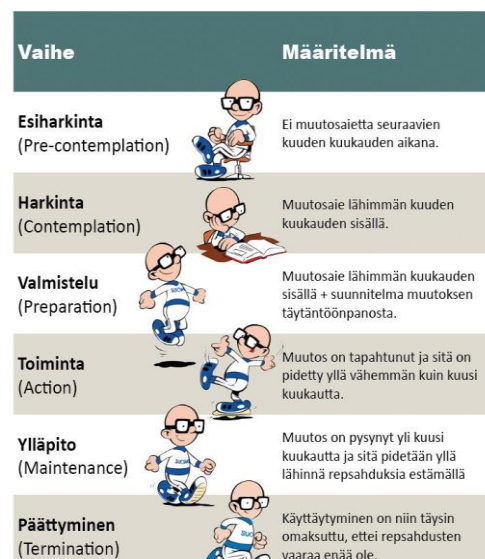 Vaihe
Määritelmä
Esiharkinta
(Pre-contemplation)
Ei muutosaietta seuraavien
kuuden kuukauden aikana.
Harkinta
(Contemplation)
Muutosaie lähimmän kuuden
kuukauden sisällä.
Valmistelu
(Preparation)
Muutosaie lähimmän kuukauden
sisällä + suunnitelma muutoksen
täytäntöönpanosta.
Toiminta
(Action)
Muutos on tapahtunut ja sitä on
pidetty yllä vähemmän kuin kuusi
kuukautta.
Ylläpito
(Maintenance)
Muutos on pysynyt yli kuusi
kuukautta ja sitä pidetään yllä
lähinnä repsahduksia estämällä
Päättyminen
(Termination)
Käyttäytyminen on niin täysin
omaksuttu, ettei repsahdusten
vaaraa enää ole.